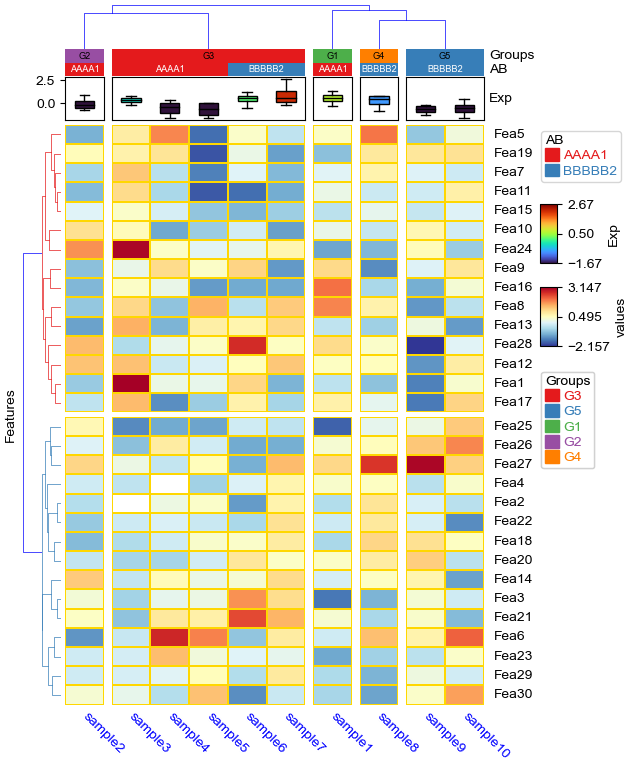 G2 G3 G1 G4 G5 Groups
AAAA1 AAAA1 BBBBB2 AAAA1 BBBBB2 BBBBB2 AB
2.5
0.0
Exp
Fea5
Fea19
Fea7
Fea11
Fea15
Fea10
Fea24
Fea9
Fea16
Fea8
Fea13
Fea28
Fea12
Fea1
Fea17
Fea25
Fea26
Fea27
Fea4
Fea2
Fea22
Fea18
Fea20
Fea14
Fea3
Fea21
Fea6
Fea23
Fea29
Fea30
Features
sample2 sample3 sample4 sample5 sample6 sample7 sample1 sample8 sample9 sample10
AB
AAAA1
BBBBB2
2.67
0.50
−1.67
Exp
3.147
0.495
−2.157
values
Groups
G3
G5
G1
G2
G4